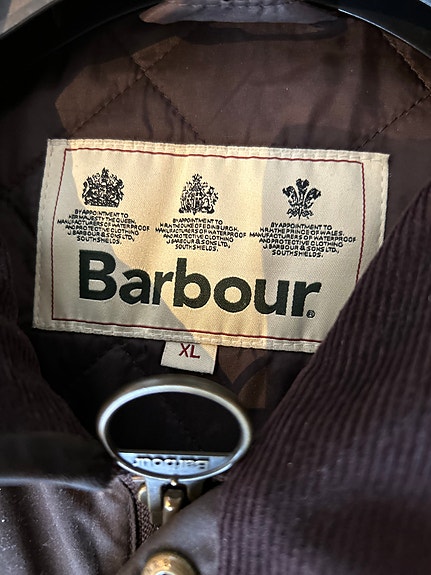 BY APPOINTMENT TO
HER MAJESTY THE QUEEN.
MANUFACTURERS OF WATERPROOF
AND PROTECTIVE CLOTHING
J. BARBOUR & SONS LTD,
SOUTH SHIELDS.
BY APPOINTMENT TO
H.R.H. THE DUKE OF EDINBURGH.
MANUFACTURERS OF WATERPROOF
AND PROTECTIVE CLOTHING
J. BARBOUR & SONS LTD,
SOUTH SHIELDS.
BY APPOINTMENT TO
H.R.H. THE PRINCE OF WALES.
MANUFACTURERS OF WATERPROOF
AND PROTECTIVE CLOTHING
J. BARBOUR & SONS LTD,
SOUTH SHIELDS.
Barbour®
XL
Barbour